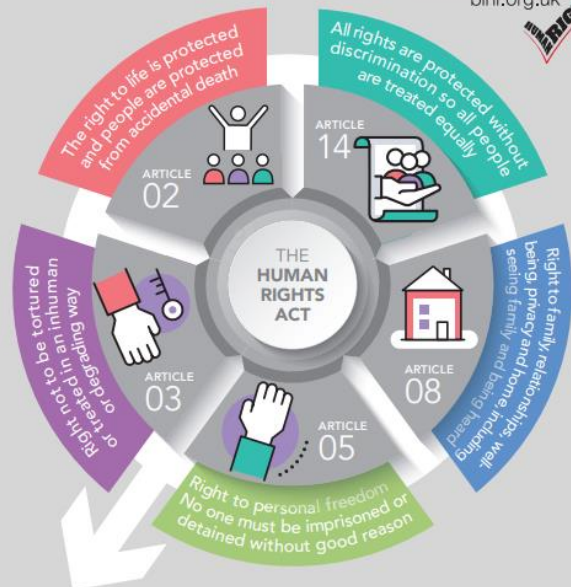 bihr.org.uk
HUMAN
RIG
The right to life is protected
and people are protected
from accidental death
ARTICLE
02
All rights are protected without
discrimination so all people
are treated equally
ARTICLE
14
Right to family relationships, well-
being, privacy and home, including
seeing family and being heard
ARTICLE
08
Right to personal freedom
No one must be imprisoned or
detained without good reason
ARTICLE
05
Right not to be tortured
or treated in an inhuman
or degrading way
ARTICLE
03
THE
HUMAN
RIGHTS
ACT